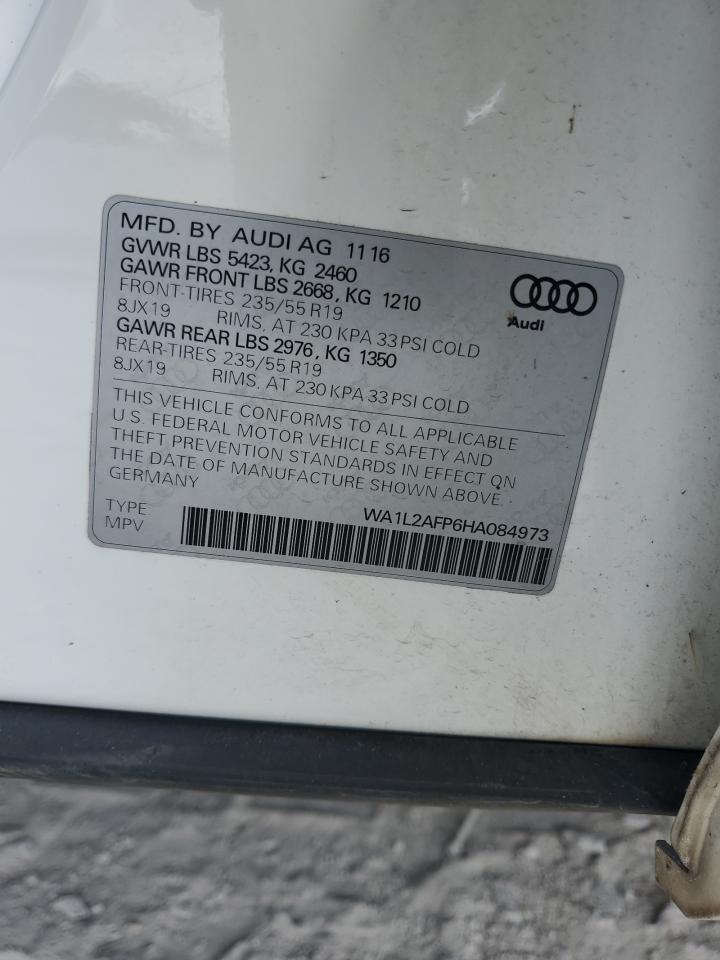 MFD. BY AUDI AG 11 16
GVWR LBS 5423, KG 2460
GAWR FRONT LBS 2668, KG 1210
FRONT-TIRES 235/55 R19
8JX19 RIMS, AT 230 KPA 33 PSI COLD
GAWR REAR LBS 2976, KG 1350
REAR-TIRES 235/55 R19
8JX19 RIMS, AT 230 KPA 33 PSI COLD
Audi
THIS VEHICLE CONFORMS TO ALL APPLICABLE
U.S. FEDERAL MOTOR VEHICLE SAFETY AND
THEFT PREVENTION STANDARDS IN EFFECT ON
THE DATE OF MANUFACTURE SHOWN ABOVE.
GERMANY
TYPE:
MPV
WA1L2AFP6HA084973